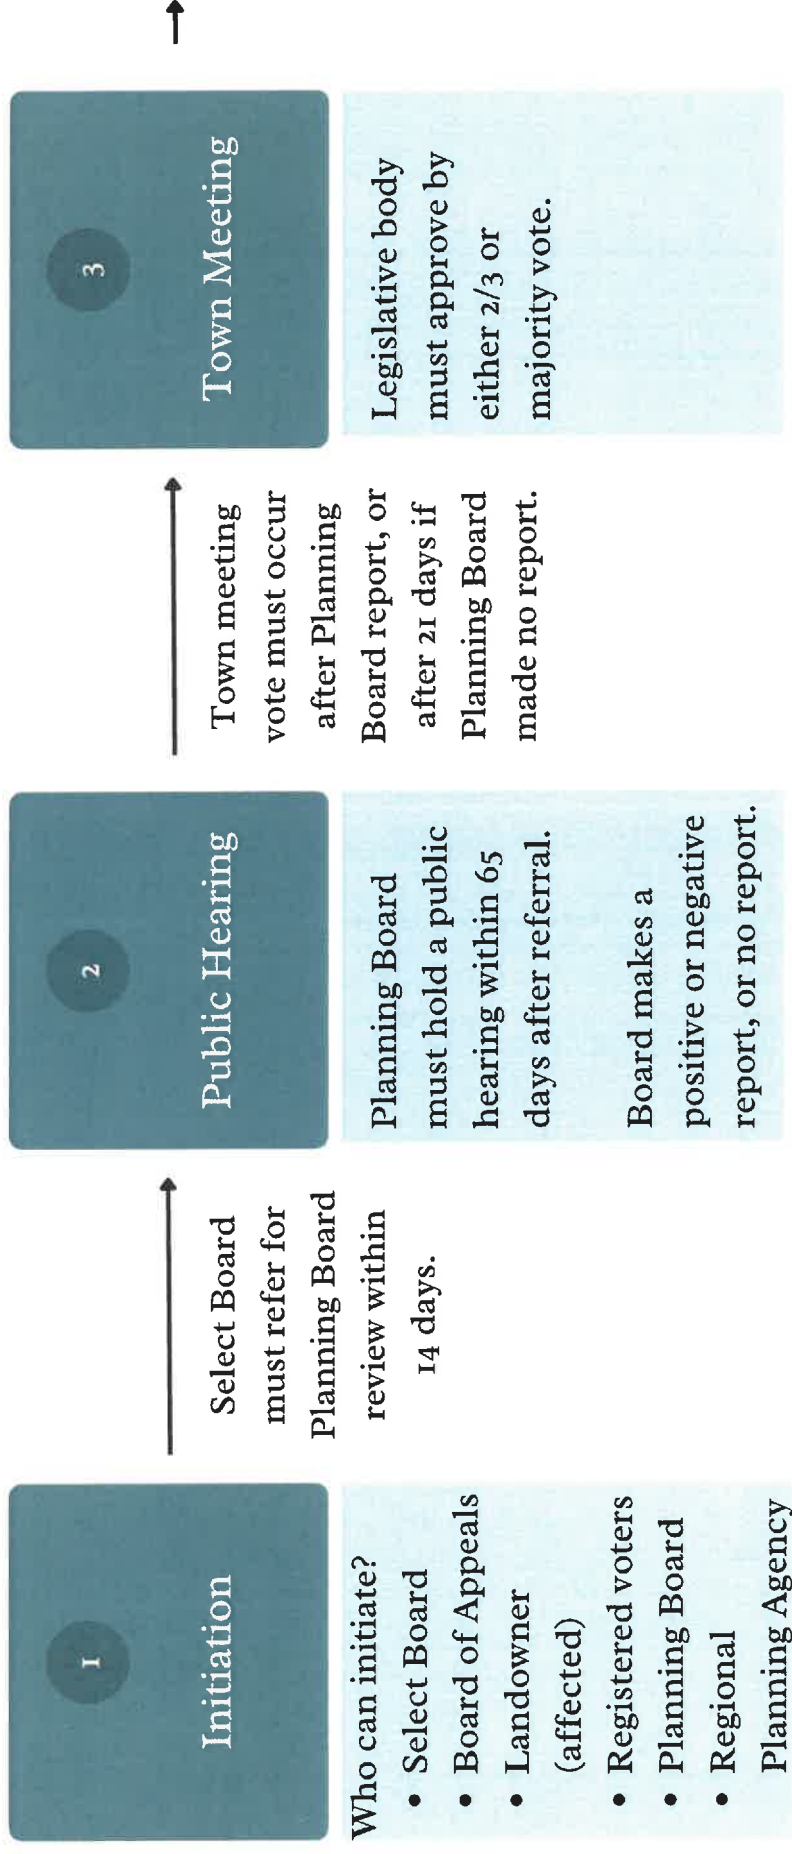 1
Initiation
Who can initiate?
• Select Board
• Board of Appeals
• Landowner
(affected)
• Registered voters
• Planning Board
• Regional
Planning Agency
Select Board
must refer for
Planning Board
review within
14 days.
2
Public Hearing
Planning Board
must hold a public
hearing within 65
days after referral.
Board makes a
positive or negative
report, or no report.
Town meeting
vote must occur
after Planning
Board report, or
after 21 days if
Planning Board
made no report.
3
Town Meeting
Legislative body
must approve by
either 2/3 or
majority vote.